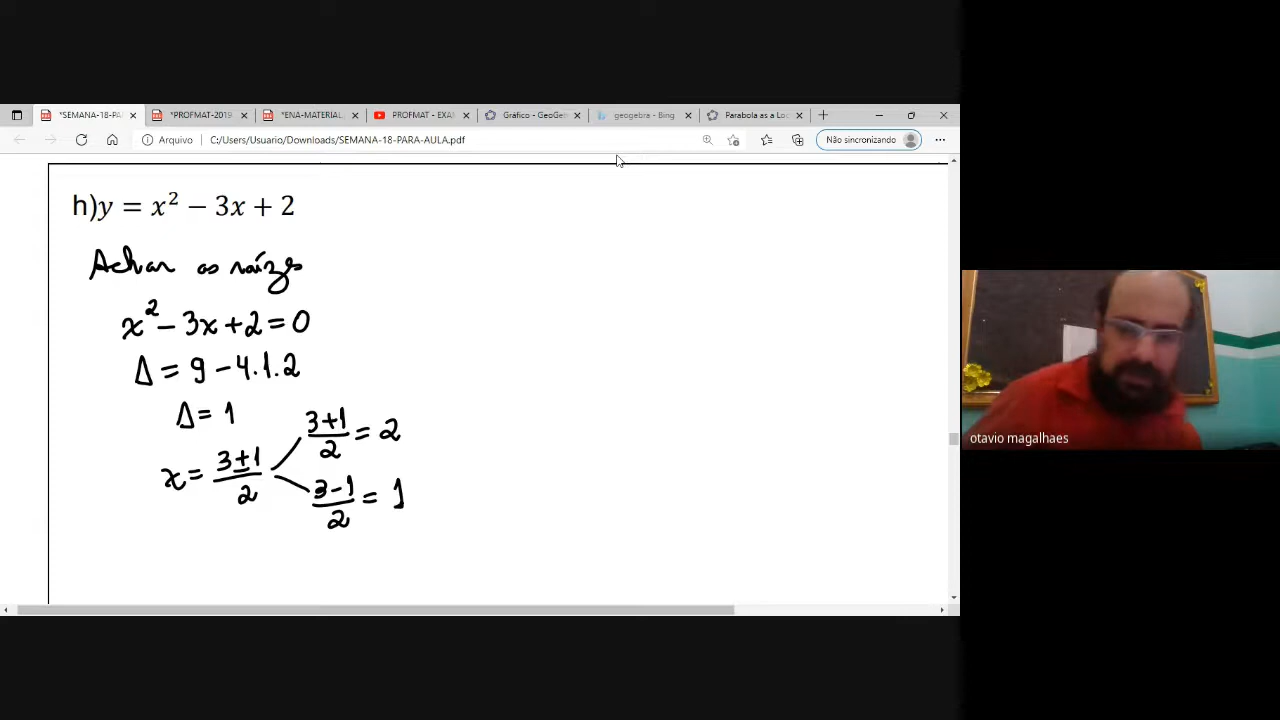 *SEMANA-18-PA
*PROFMAT-2019
*ENA-MATERIAL,
PROFMAT - EXA
Gráfico - GeoGe
geogebra - Bing
Parabola as a Lo
Arquivo
C:/Users/Usuario/Downloads/SEMANA-18-PARA-AULA.pdf
Não sincronizando
h)y = x² − 3x + 2
Achar as raízes
x² − 3x + 2 = 0
Δ = 9 − 4.1.2
Δ = 1
x = (3±1)/2
(3+1)/2 = 2
(3−1)/2 = 1
otavio magalhaes